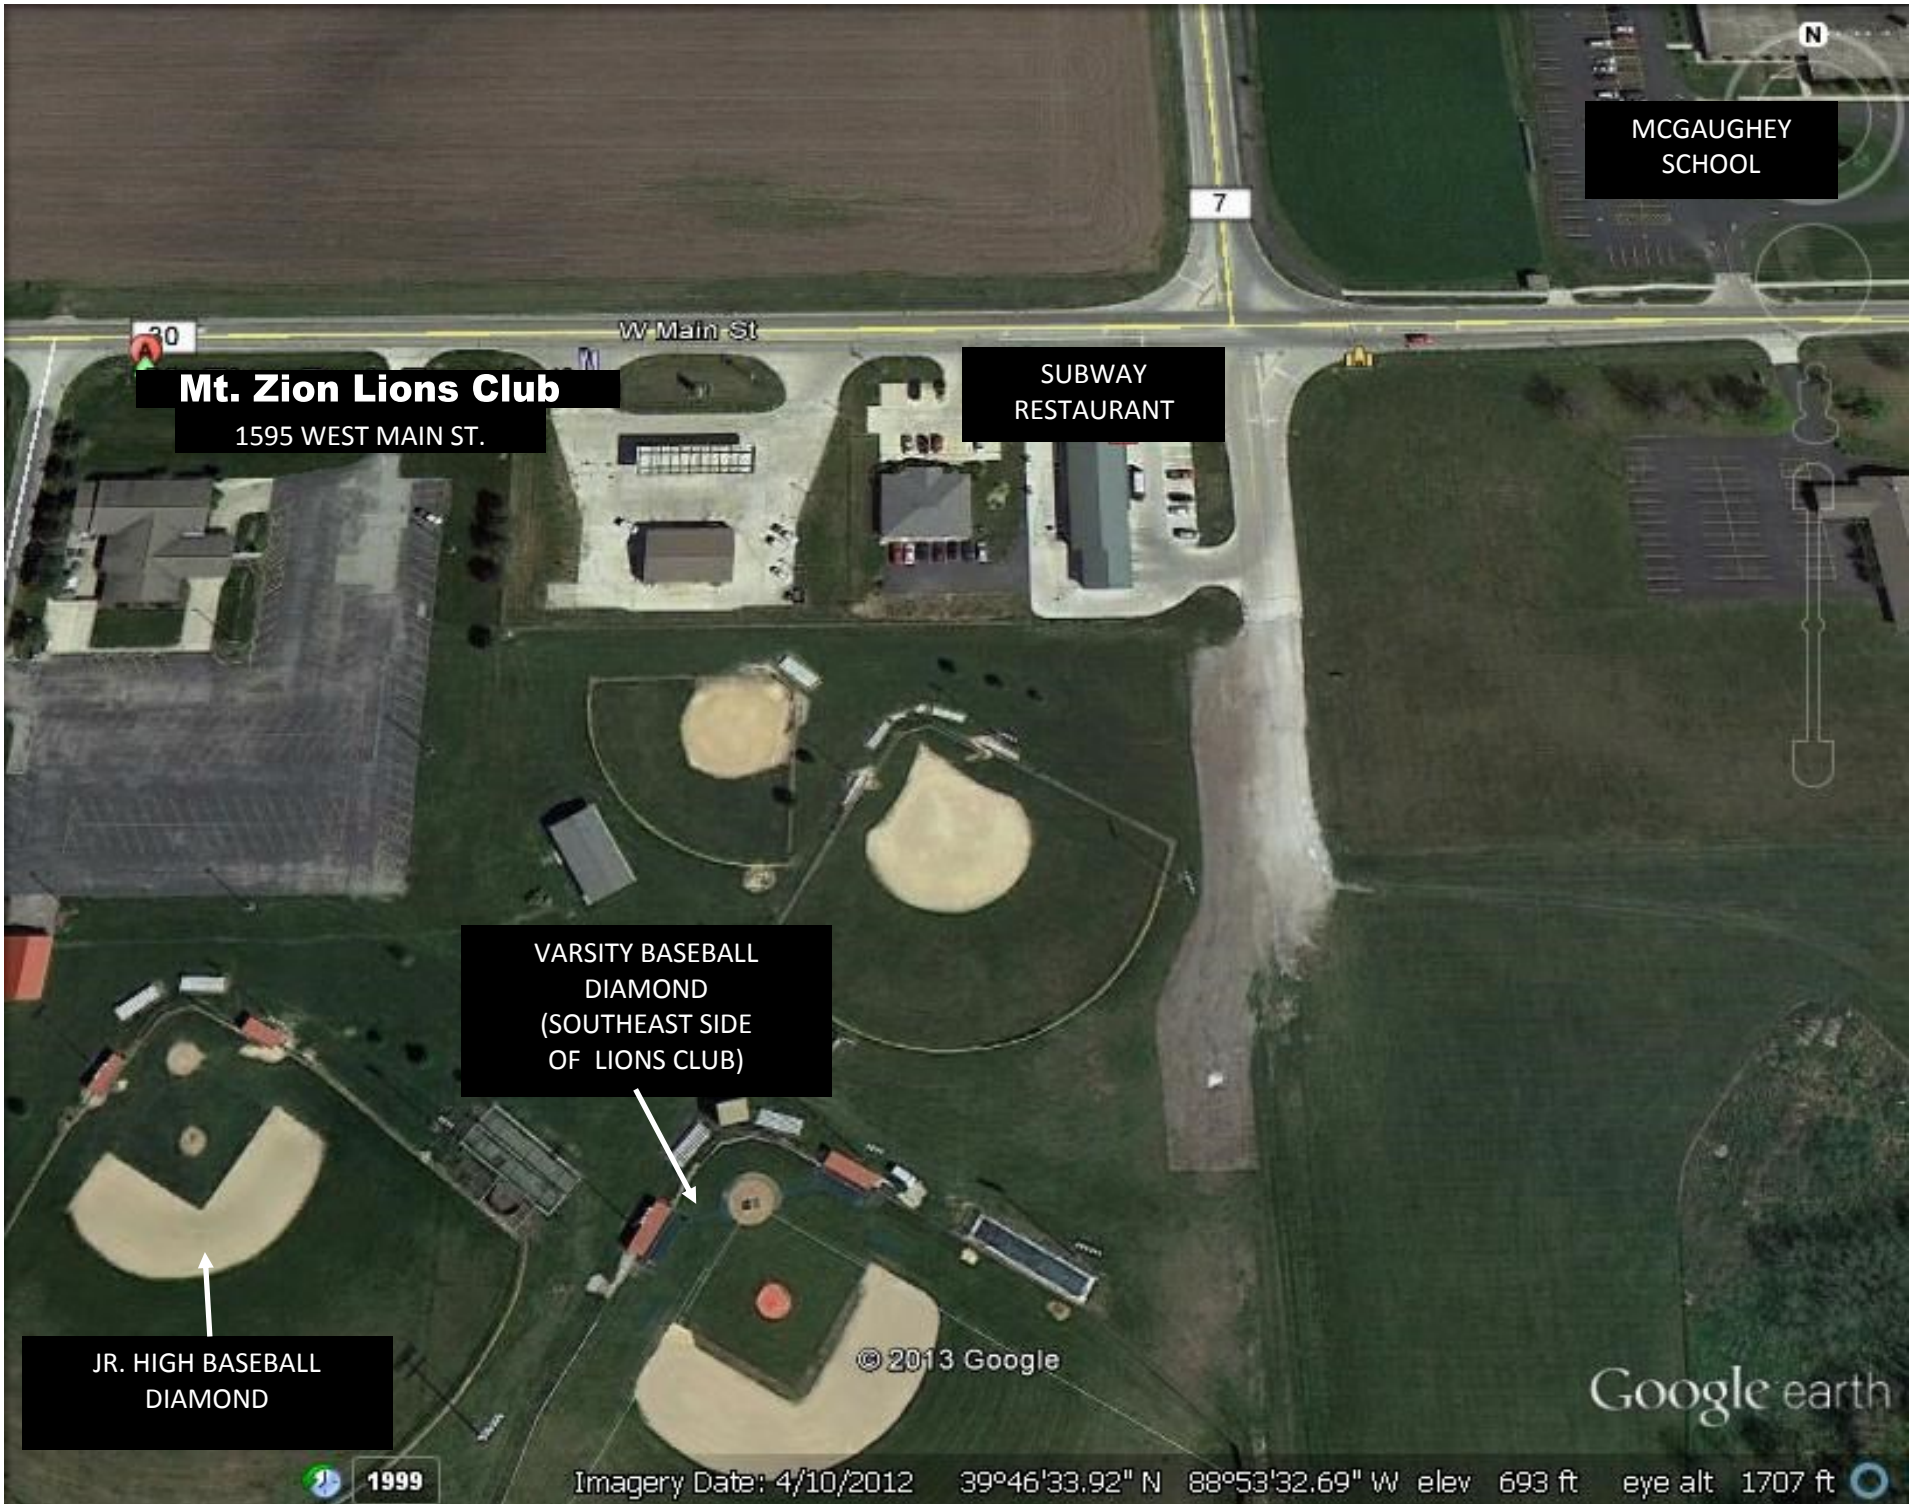 N
MCGAUGHEY
SCHOOL
7
30
W Main St
A
Mt. Zion Lions Club
1595 WEST MAIN ST.
SUBWAY
RESTAURANT
VARSITY BASEBALL
DIAMOND
(SOUTHEAST SIDE
OF LIONS CLUB)
JR. HIGH BASEBALL
DIAMOND
© 2013 Google
Google earth
1999
Imagery Date: 4/10/2012 39°46'33.92" N 88°53'32.69" W elev 693 ft eye alt 1707 ft